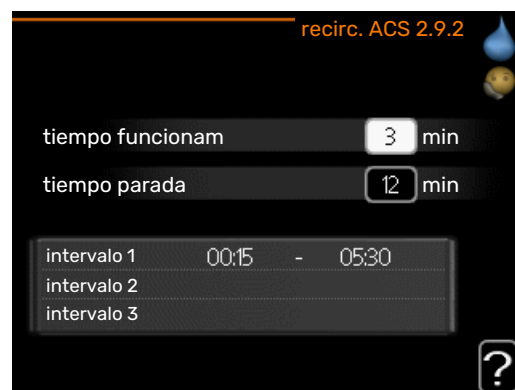 recirc. ACS 2.9.2
tiempo funcionam 3 min
tiempo parada 12 min
intervalo 1 00:15 - 05:30
intervalo 2
intervalo 3
?